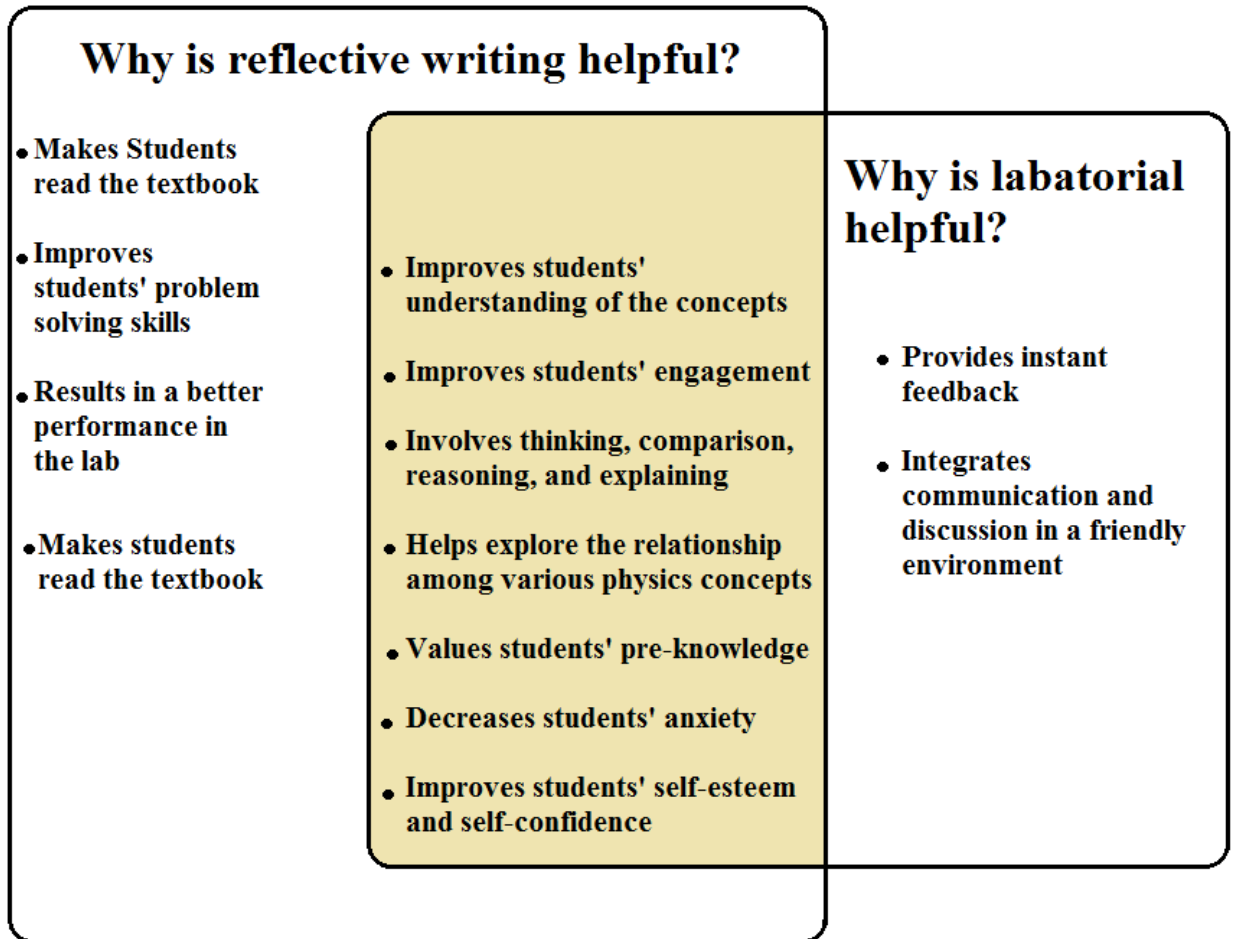 Why is reflective writing helpful?
• Makes Students
read the textbook
• Improves
students' problem
solving skills
• Results in a better
performance in
the lab
• Makes students
read the textbook
• Improves students'
understanding of the concepts
• Improves students' engagement
• Involves thinking, comparison,
reasoning, and explaining
• Helps explore the relationship
among various physics concepts
• Values students' pre-knowledge
• Decreases students' anxiety
• Improves students' self-esteem
and self-confidence
Why is labatorial
helpful?
• Provides instant
feedback
• Integrates
communication and
discussion in a friendly
environment